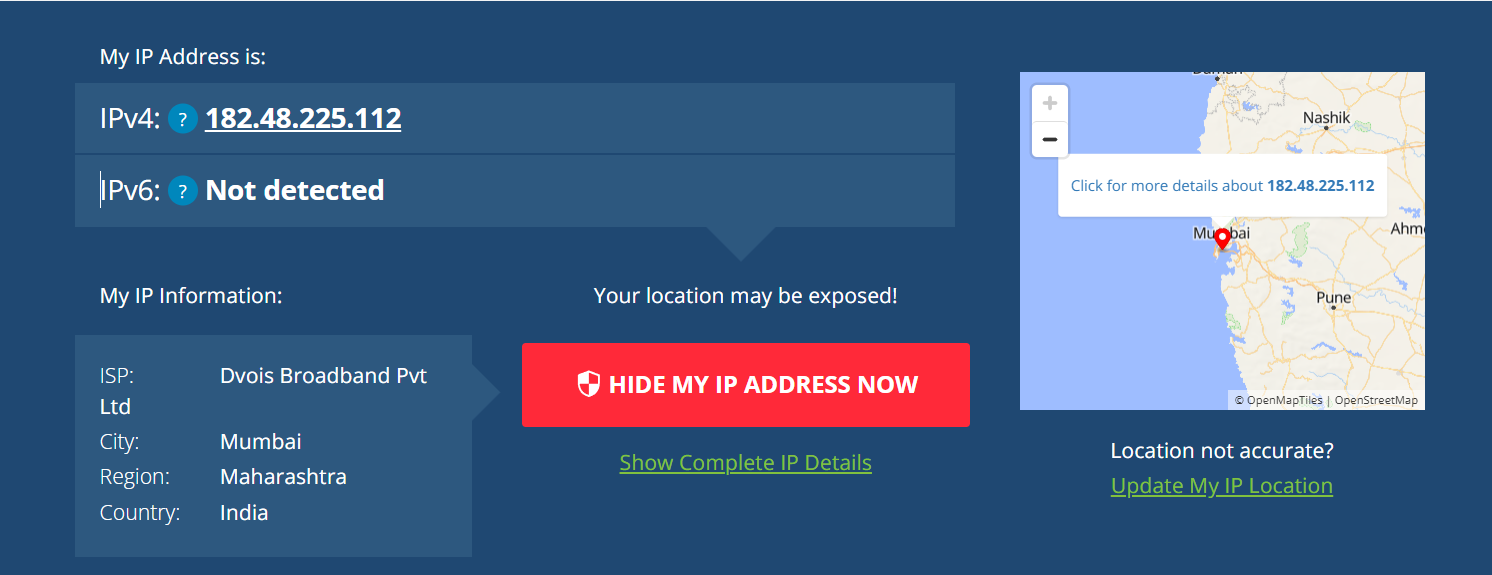 My IP Address is:
IPv4: ? 182.48.225.112
IPv6: ? Not detected
My IP Information:
ISP: Dvois Broadband Pvt
Ltd
City: Mumbai
Region: Maharashtra
Country: India
Your location may be exposed!
HIDE MY IP ADDRESS NOW
Show Complete IP Details
+
−
Nashik
Click for more details about 182.48.225.112
Mumbai
Pune
© OpenMapTiles | OpenStreetMap
Location not accurate?
Update My IP Location